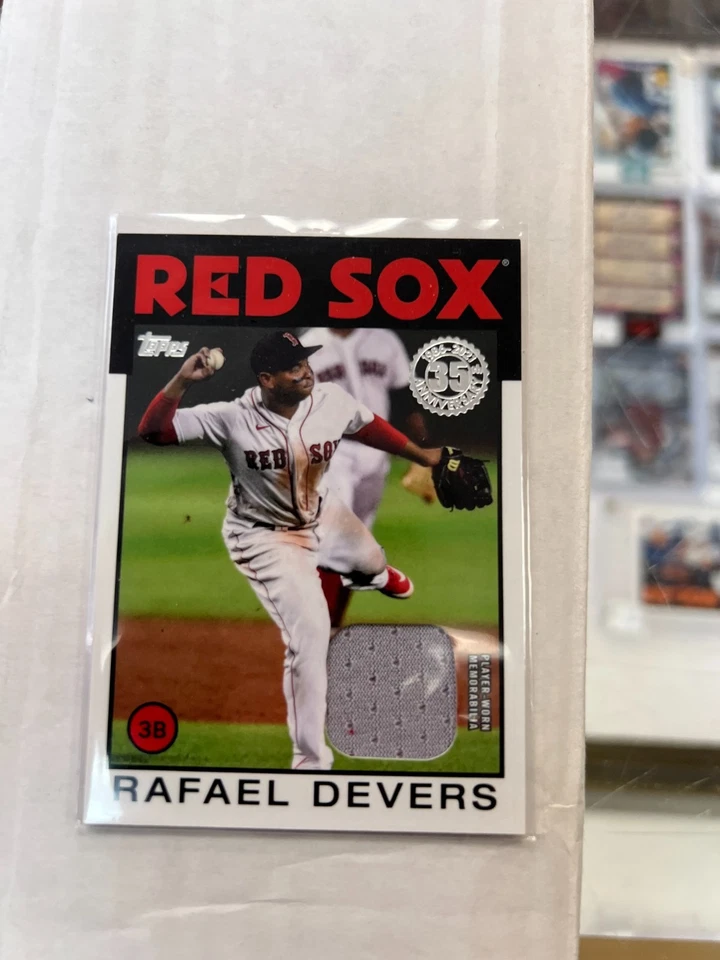 RED SOX®
Topps
1986-2021
35
ANNIVERSARY
RED SOX
PLAYER-WORN
MEMORABILIA
3B
RAFAEL DEVERS